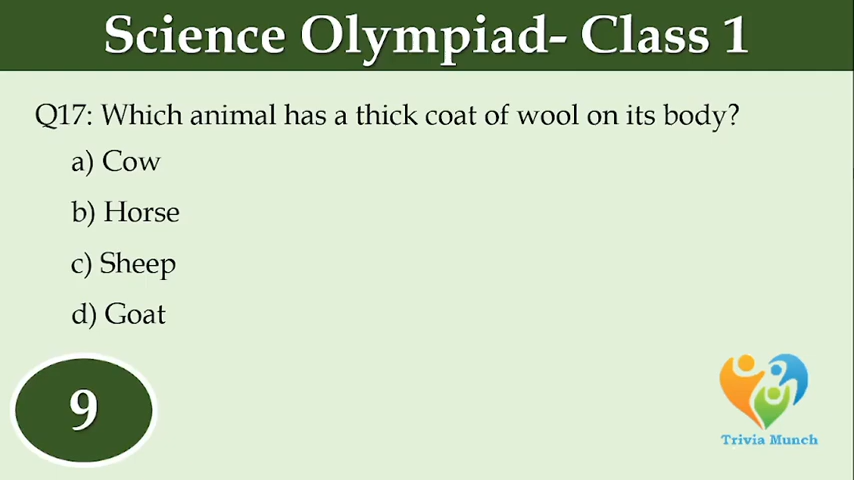 Science Olympiad- Class 1
Q17: Which animal has a thick coat of wool on its body?
a) Cow
b) Horse
c) Sheep
d) Goat
9
Trivia Munch